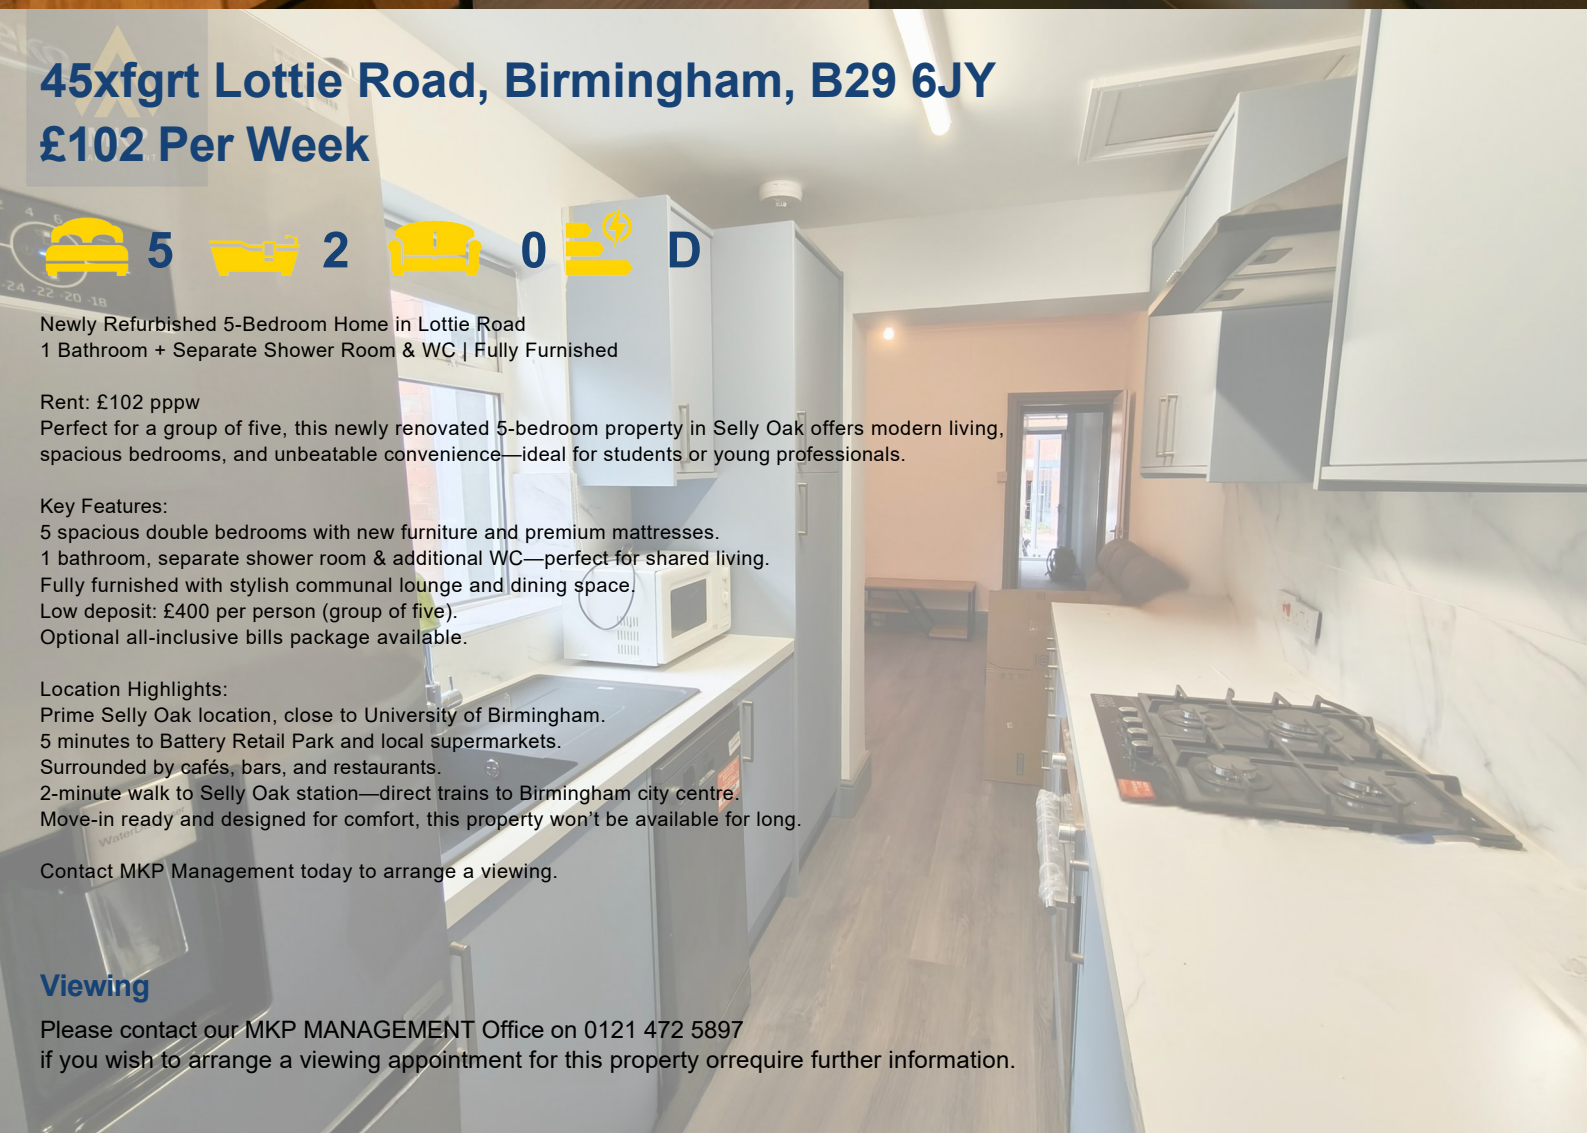 45xfgrt Lottie Road, Birmingham, B29 6JY
£102 Per Week
5 2 0 D
Newly Refurbished 5-Bedroom Home in Lottie Road
1 Bathroom + Separate Shower Room & WC | Fully Furnished
Rent: £102 pppw
Perfect for a group of five, this newly renovated 5-bedroom property in Selly Oak offers modern living,
spacious bedrooms, and unbeatable convenience—ideal for students or young professionals.
Key Features:
5 spacious double bedrooms with new furniture and premium mattresses.
1 bathroom, separate shower room & additional WC—perfect for shared living.
Fully furnished with stylish communal lounge and dining space.
Low deposit: £400 per person (group of five).
Optional all-inclusive bills package available.
Location Highlights:
Prime Selly Oak location, close to University of Birmingham.
5 minutes to Battery Retail Park and local supermarkets.
Surrounded by cafés, bars, and restaurants.
2-minute walk to Selly Oak station—direct trains to Birmingham city centre.
Move-in ready and designed for comfort, this property won’t be available for long.
Contact MKP Management today to arrange a viewing.
Viewing
Please contact our MKP MANAGEMENT Office on 0121 472 5897
if you wish to arrange a viewing appointment for this property orrequire further information.